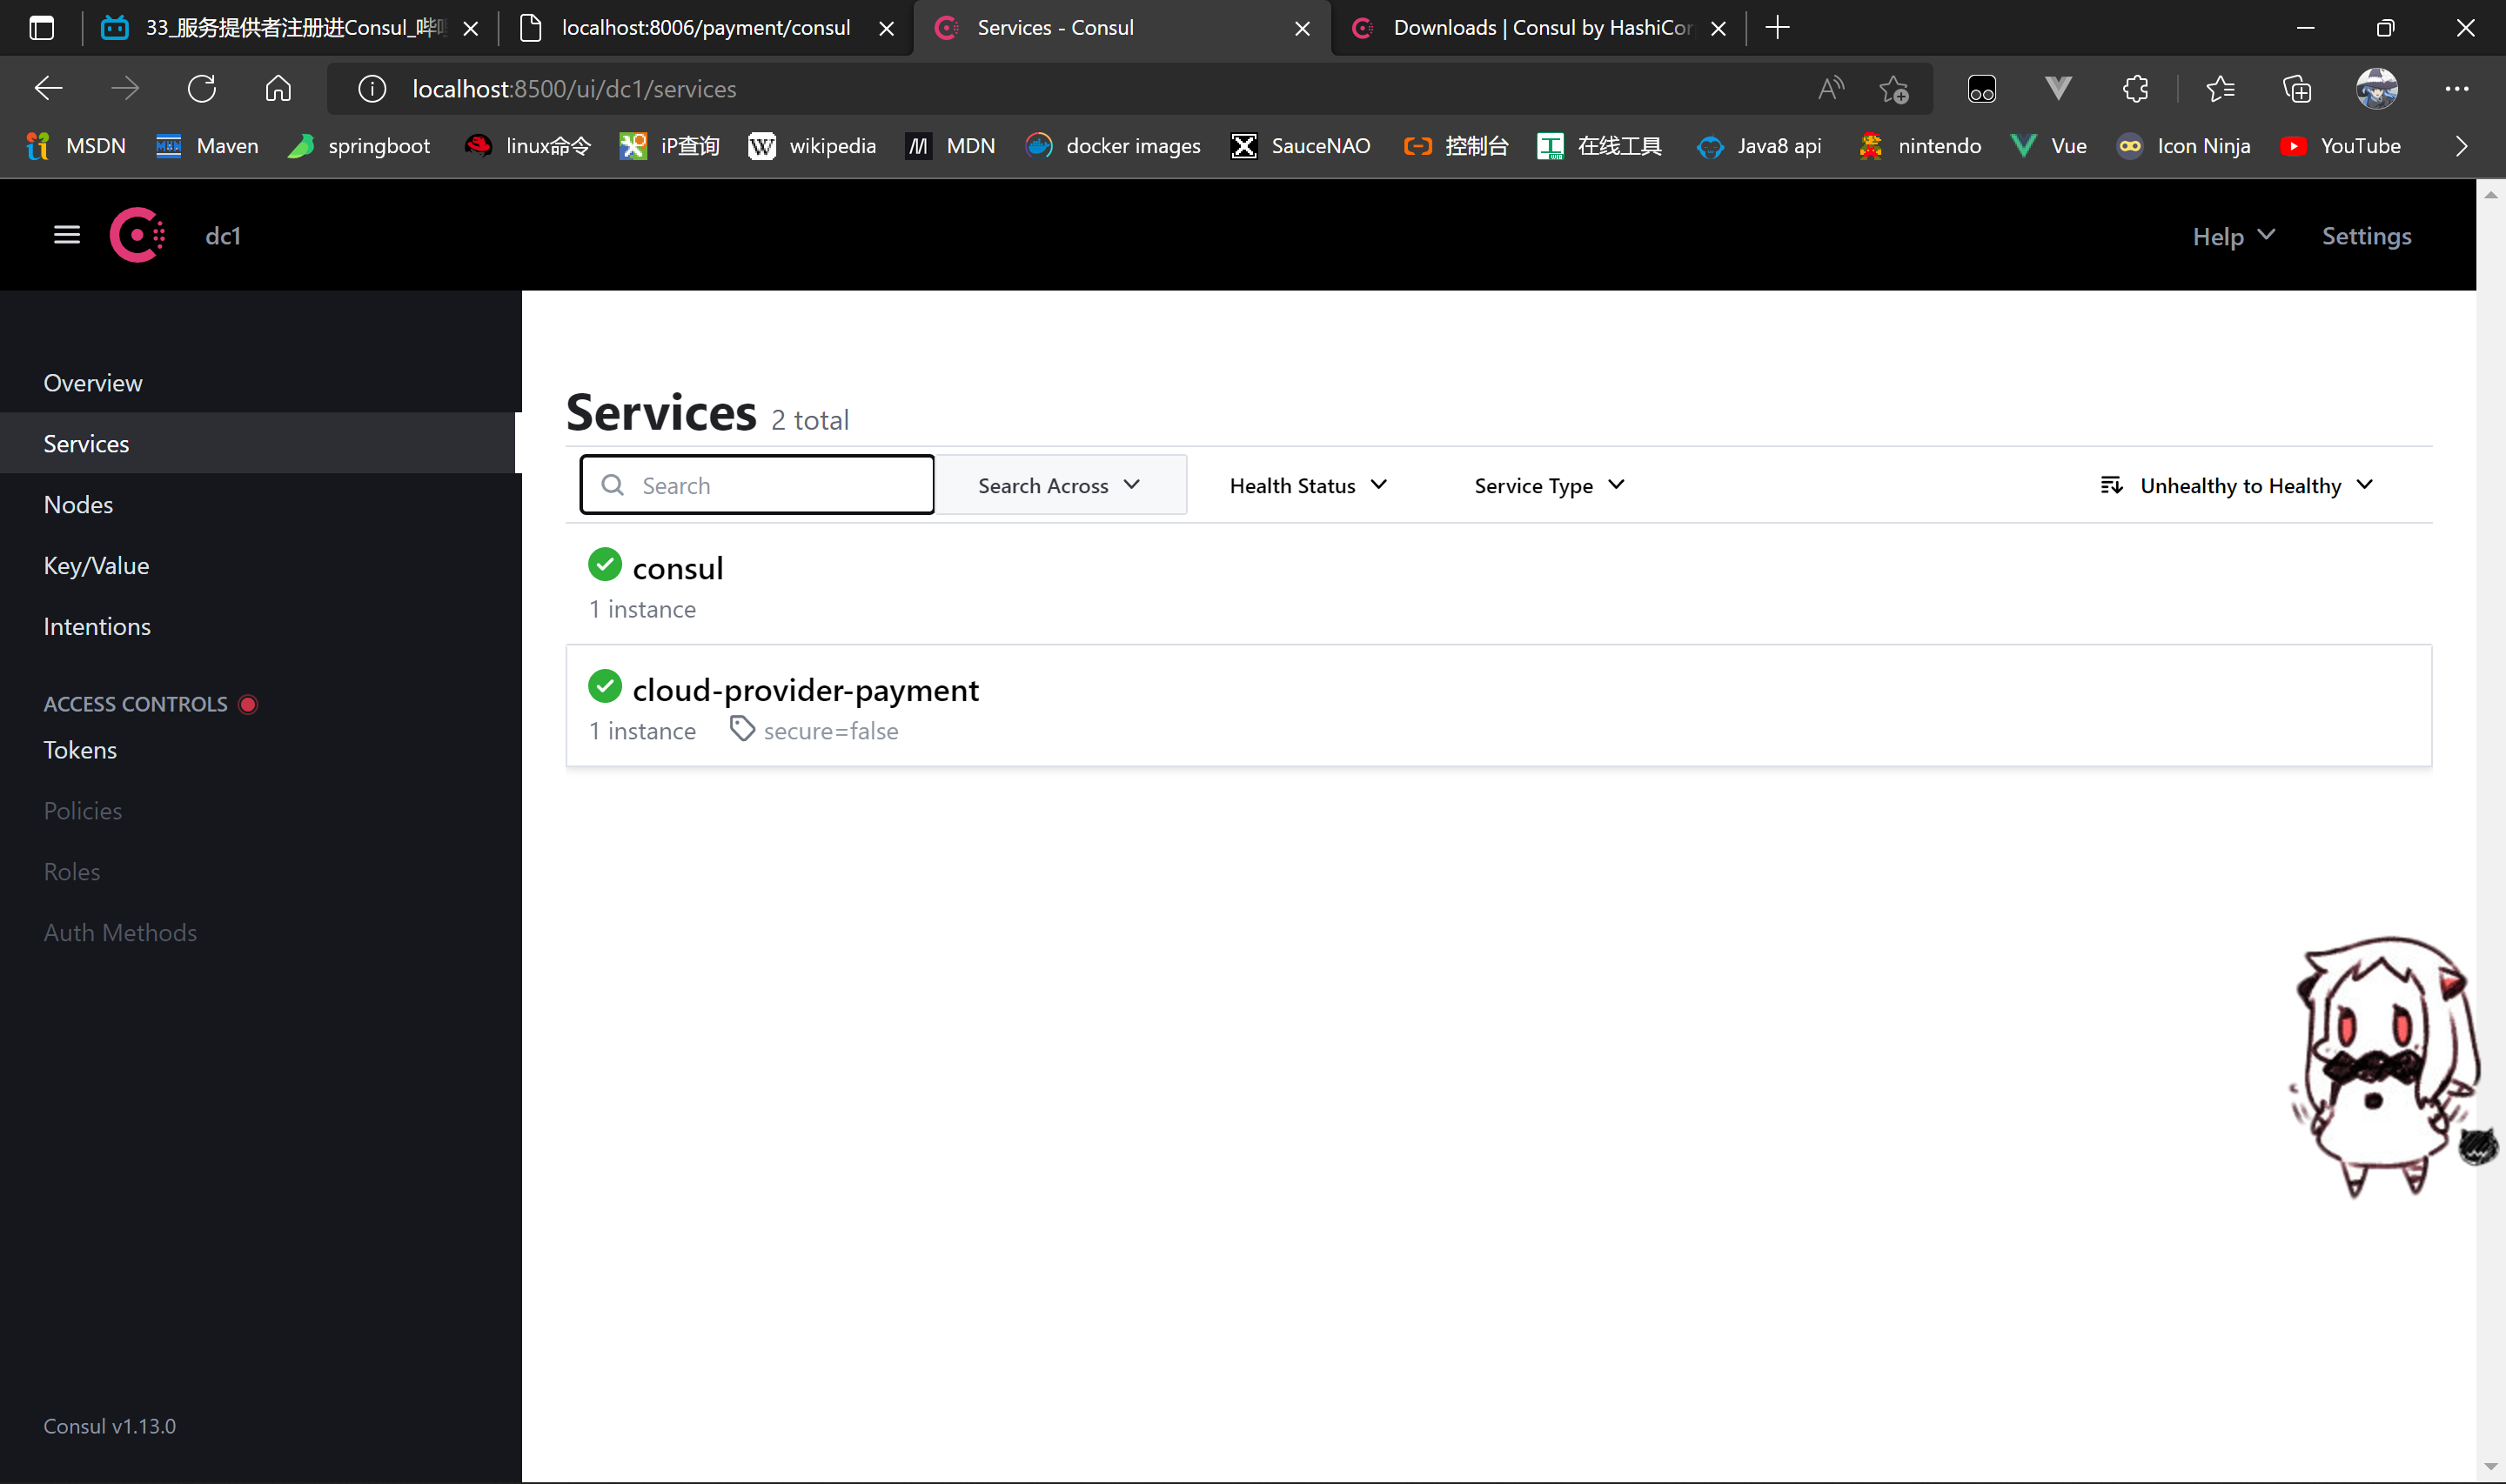 33_服务提供者注册进Consul_哔
localhost:8006/payment/consul
Services - Consul
Downloads | Consul by HashiCor
localhost:8500/ui/dc1/services
MSDN
Maven
springboot
linux命令
iP查询
wikipedia
MDN
docker images
SauceNAO
控制台
在线工具
Java8 api
nintendo
Vue
Icon Ninja
YouTube
dc1
Help
Settings
Overview
Services
Nodes
Key/Value
Intentions
ACCESS CONTROLS
Tokens
Policies
Roles
Auth Methods
Consul v1.13.0
Services 2 total
Search
Search Across
Health Status
Service Type
Unhealthy to Healthy
consul
1 instance
cloud-provider-payment
1 instance
secure=false